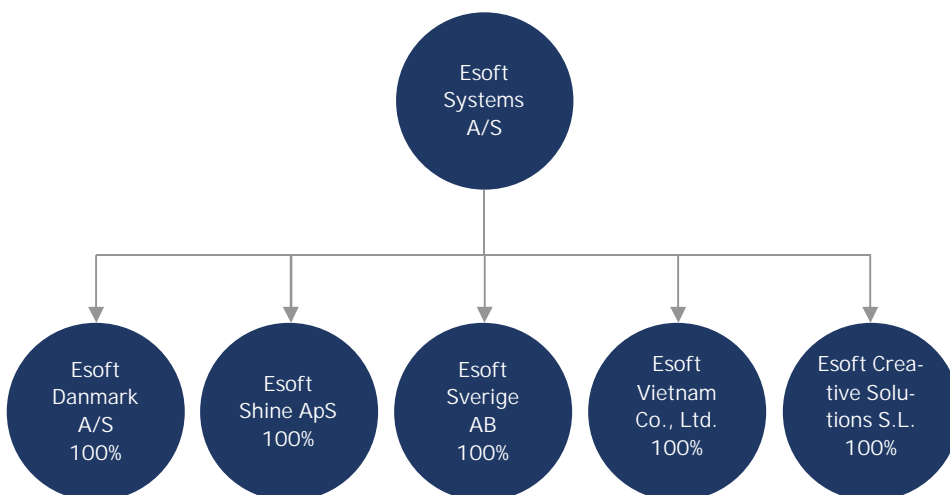 Esoft
Systems
A/S
Esoft
Danmark
A/S
100%
Esoft
Shine ApS
100%
Esoft
Sverige
AB
100%
Esoft
Vietnam
Co., Ltd.
100%
Esoft Crea-
tive Solu-
tions S.L.
100%